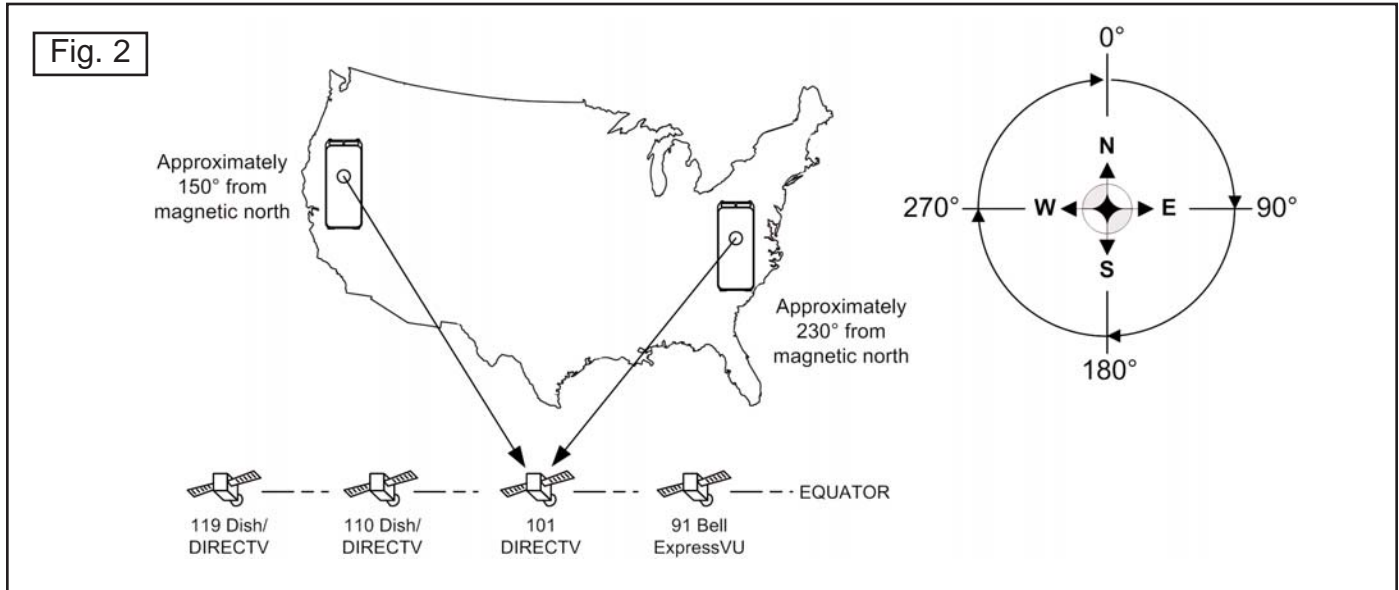 Fig. 2
Approximately
150° from
magnetic north
Approximately
230° from
magnetic north
0°
N
270°
W
E
90°
S
180°
EQUATOR
119 Dish/
DIRECTV
110 Dish/
DIRECTV
101
DIRECTV
91 Bell
ExpressVU